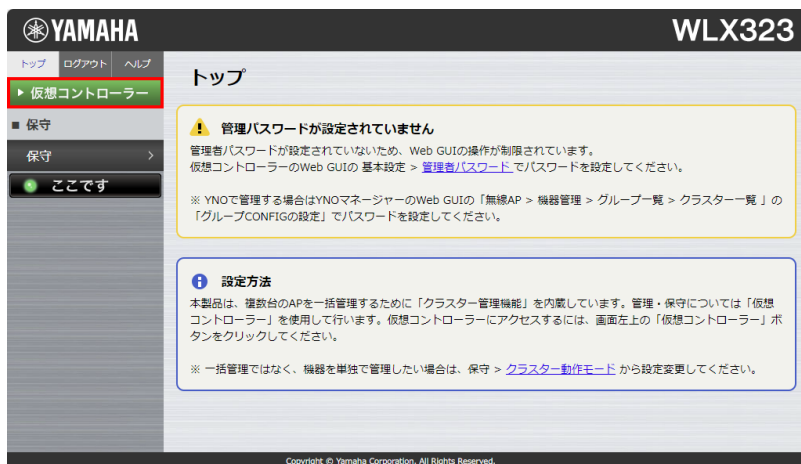 YAMAHA
WLX323
トップ ログアウト ヘルプ
仮想コントローラー
トップ
保守
保守
ここです
管理パスワードが設定されていません
管理者パスワードが設定されていないため、Web GUIの操作が制限されています。
仮想コントローラーのWeb GUIの 基本設定 > 管理者パスワード でパスワードを設定してください。
※ YNOで管理する場合はYNOマネージャーのWeb GUIの「無線AP > 機器管理 > グループ一覧 > クラスター一覧 」の
「グループCONFIGの設定」でパスワードを設定してください。
設定方法
本製品は、複数台のAPを一括管理するために「クラスター管理機能」を内蔵しています。管理・保守については「仮想
コントローラー」を使用して行います。仮想コントローラーにアクセスするには、画面左上の「仮想コントローラー」ボ
タンをクリックしてください。
※ 一括管理ではなく、機器を単独で管理したい場合は、保守 > クラスター動作モード から設定変更してください。
Copyright © Yamaha Corporation. All Rights Reserved.